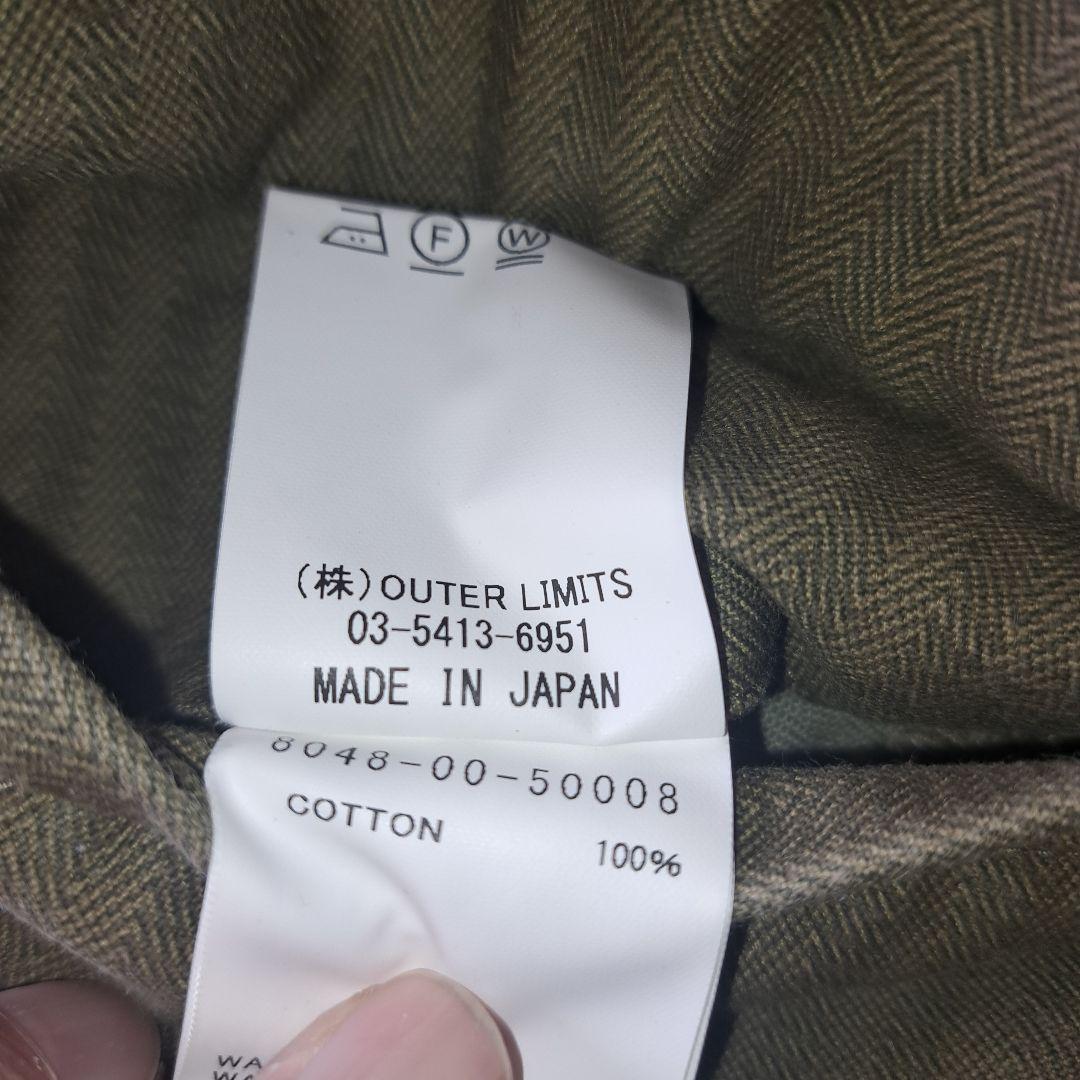 F W
(株)OUTER LIMITS
03-5413-6951
MADE IN JAPAN
8048-00-50008
COTTON
100%